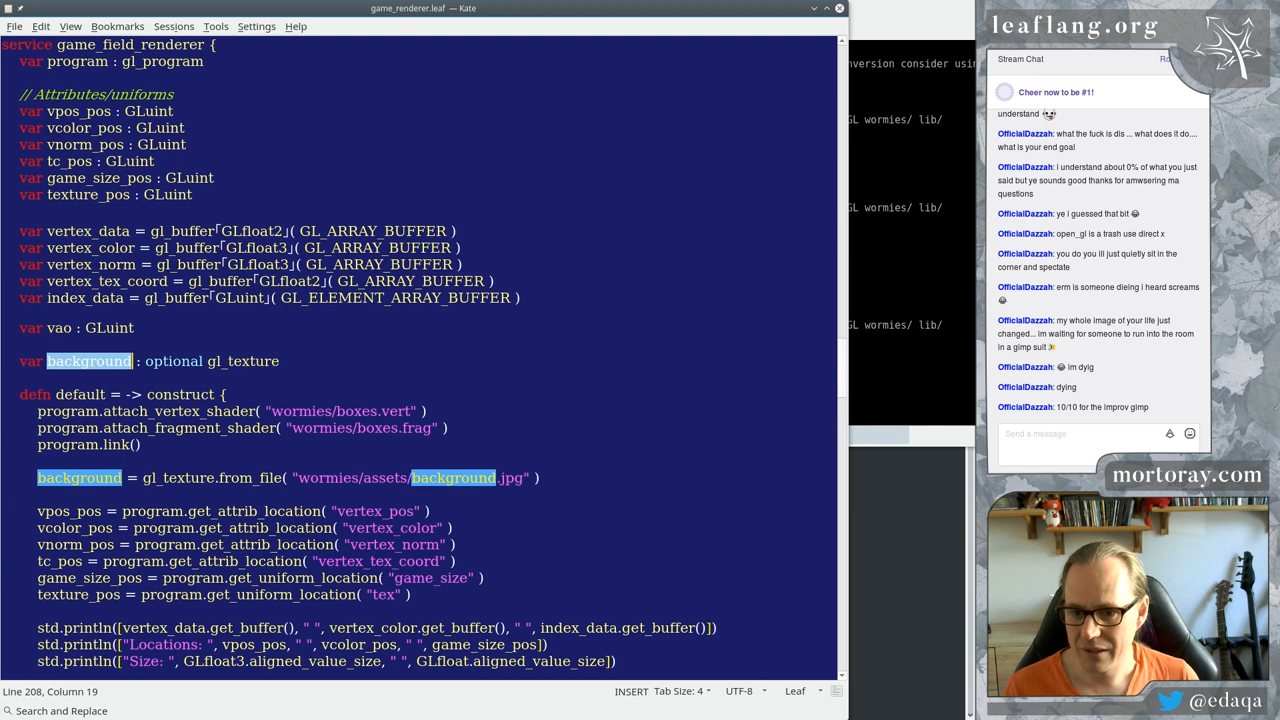 game_renderer.leaf — Kate
File Edit View Bookmarks Sessions Tools Settings Help
service game_field_renderer {
var program : gl_program
// Attributes/uniforms
var vpos_pos : GLuint
var vcolor_pos : GLuint
var vnorm_pos : GLuint
var tc_pos : GLuint
var game_size_pos : GLuint
var texture_pos : GLuint
var vertex_data = gl_buffer「GLfloat2」( GL_ARRAY_BUFFER )
var vertex_color = gl_buffer「GLfloat3」( GL_ARRAY_BUFFER )
var vertex_norm = gl_buffer「GLfloat3」( GL_ARRAY_BUFFER )
var vertex_tex_coord = gl_buffer「GLfloat2」( GL_ARRAY_BUFFER )
var index_data = gl_buffer「GLuint」( GL_ELEMENT_ARRAY_BUFFER )
var vao : GLuint
var background : optional gl_texture
defn default = -> construct {
program.attach_vertex_shader( "wormies/boxes.vert" )
program.attach_fragment_shader( "wormies/boxes.frag" )
program.link()
background = gl_texture.from_file( "wormies/assets/background.jpg" )
vpos_pos = program.get_attrib_location( "vertex_pos" )
vcolor_pos = program.get_attrib_location( "vertex_color" )
vnorm_pos = program.get_attrib_location( "vertex_norm" )
tc_pos = program.get_attrib_location( "vertex_tex_coord" )
game_size_pos = program.get_uniform_location( "game_size" )
texture_pos = program.get_uniform_location( "tex" )
std.println([vertex_data.get_buffer(), " ", vertex_color.get_buffer(), " ", index_data.get_buffer()])
std.println(["Locations: ", vpos_pos, " ", vcolor_pos, " ", game_size_pos])
std.println(["Size: ", GLfloat3.aligned_value_size, " ", GLfloat.aligned_value_size])
Line 208, Column 19 INSERT Tab Size: 4 UTF-8 Leaf
Search and Replace
nversion consider usin
GL wormies/ lib/
GL wormies/ lib/
GL wormies/ lib/
leaflang.org
Stream Chat
Cheer now to be #1!
understand
OfficialDazzah: what the fuck is dis ... what does it do....
what is your end goal
OfficialDazzah: i understand about 0% of what you just
said but ye sounds good thanks for amwsering ma
questions
OfficialDazzah: ye i guessed that bit 😂
OfficialDazzah: open_gl is a trash use direct x
OfficialDazzah: you do you ill just quietly sit in the
corner and spectate
OfficialDazzah: erm is someone dieing i heard screams
😂
OfficialDazzah: my whole image of your life just
changed... im waiting for someone to run into the room
in a gimp suit 🎉
OfficialDazzah: 😂 im dyig
OfficialDazzah: dying
OfficialDazzah: 10/10 for the improv gimp
Send a message
mortoray.com
@edaqa